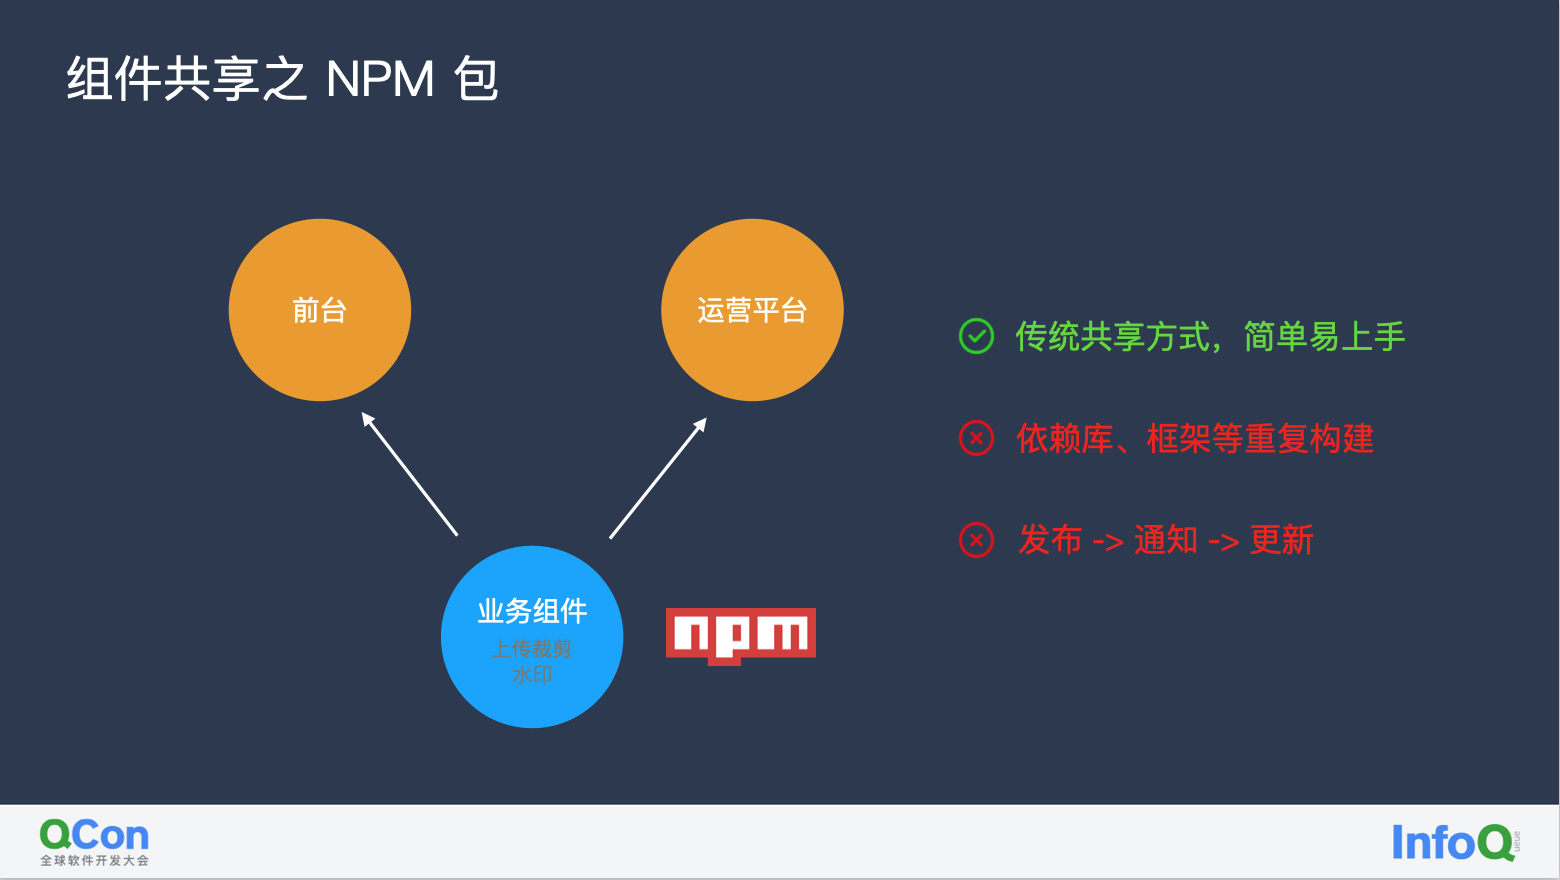 组件共享之 NPM 包
前台
运营平台
传统共享方式，简单易上手
依赖库、框架等重复构建
发布 -> 通知 -> 更新
业务组件
上传裁剪
水印
npm
QCon
全球软件开发大会
InfoQ
ueue